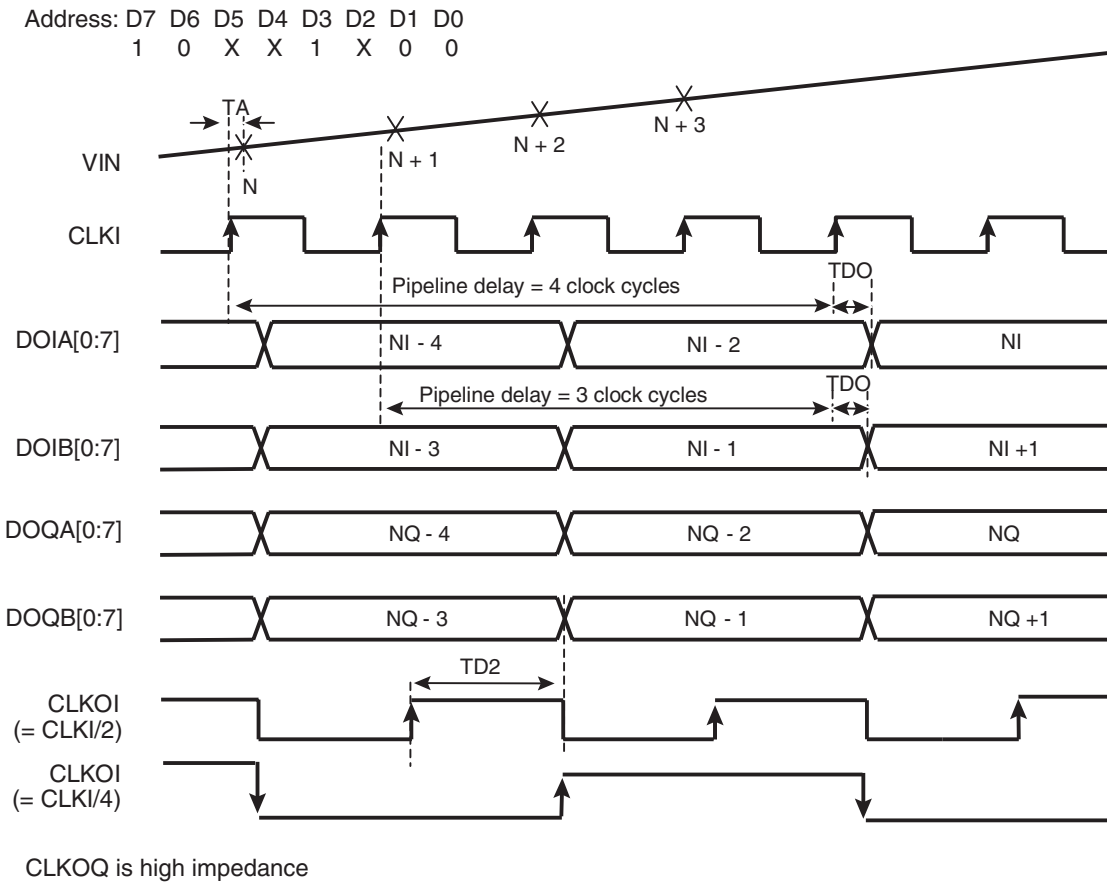 Address: D7 D6 D5 D4 D3 D2 D1 D0
1 0 X X 1 X 0 0
TA
VIN
N
N + 1
N + 2
N + 3
CLKI
Pipeline delay = 4 clock cycles
TDO
DOIA[0:7]
NI - 4
NI - 2
NI
Pipeline delay = 3 clock cycles
TDO
DOIB[0:7]
NI - 3
NI - 1
NI +1
DOQA[0:7]
NQ - 4
NQ - 2
NQ
DOQB[0:7]
NQ - 3
NQ - 1
NQ +1
TD2
CLKOI
(= CLKI/2)
CLKOI
(= CLKI/4)
CLKOQ is high impedance